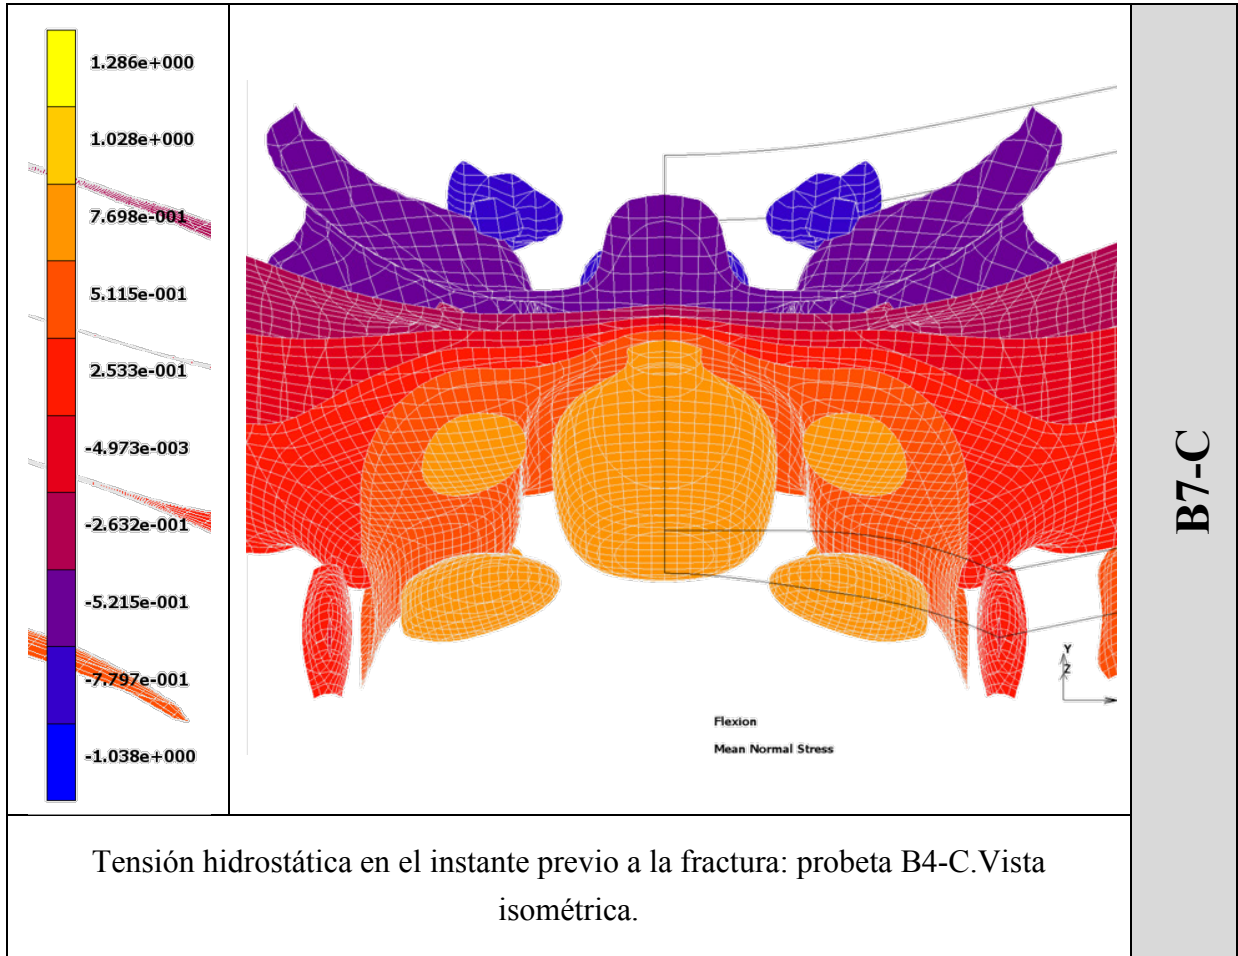 1.286e+000
1.028e+000
7.698e-001
5.115e-001
2.533e-001
-4.973e-003
-2.632e-001
-5.215e-001
-7.797e-001
-1.038e+000
Y
Z
Flexion
Mean Normal Stress
B7-C
Tensión hidrostática en el instante previo a la fractura: probeta B4-C.Vista
isométrica.